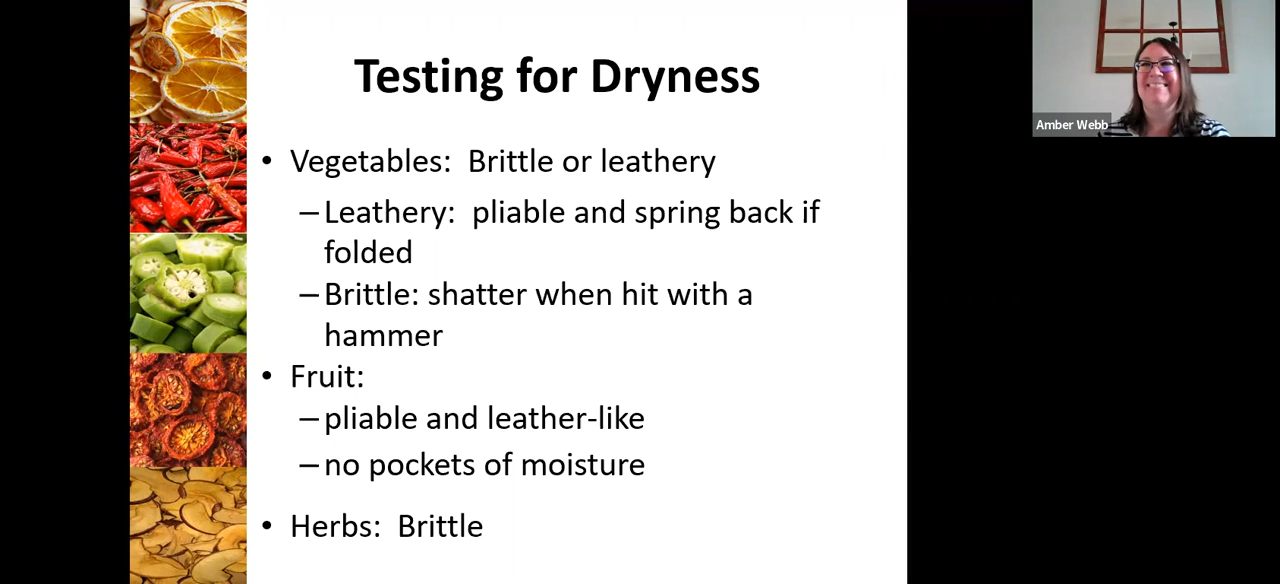 Testing for Dryness
• Vegetables:  Brittle or leathery
– Leathery:  pliable and spring back if
folded
– Brittle: shatter when hit with a
hammer
• Fruit:
– pliable and leather-like
– no pockets of moisture
• Herbs:  Brittle
Amber Webb